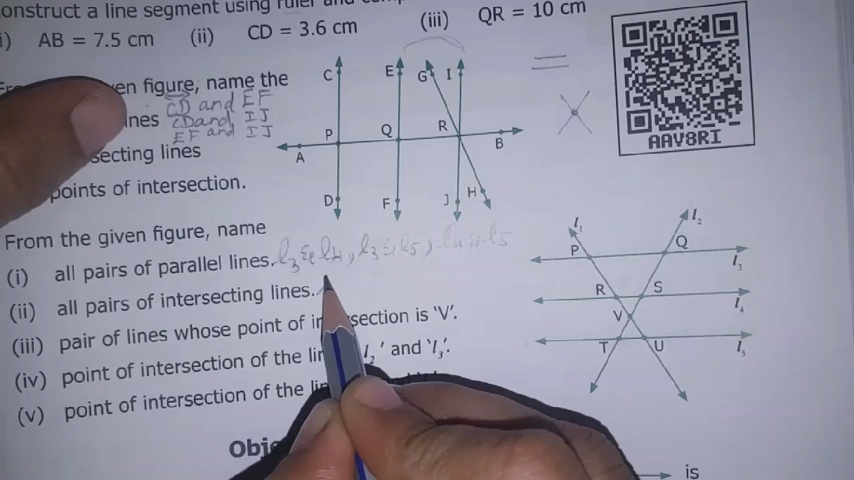 onstruct a line segment using ruler and
i) AB = 7.5 cm (ii) CD = 3.6 cm (iii) QR = 10 cm
en figure, name the
lines CD and EF
CD and IJ
EF and IJ
secting lines
points of intersection.
C E G I
P Q R
A B
D F J H
AAV8RI
From the given figure, name
(i) all pairs of parallel lines. l3 & l4, l3 & l5, l4 & l5
(ii) all pairs of intersecting lines.
(iii) pair of lines whose point of intersection is 'V'.
(iv) point of intersection of the lin l2' and 'l3'.
(v) point of intersection of the
l1 l2
P Q l3
R S l4
V
T U l5
Obje
is